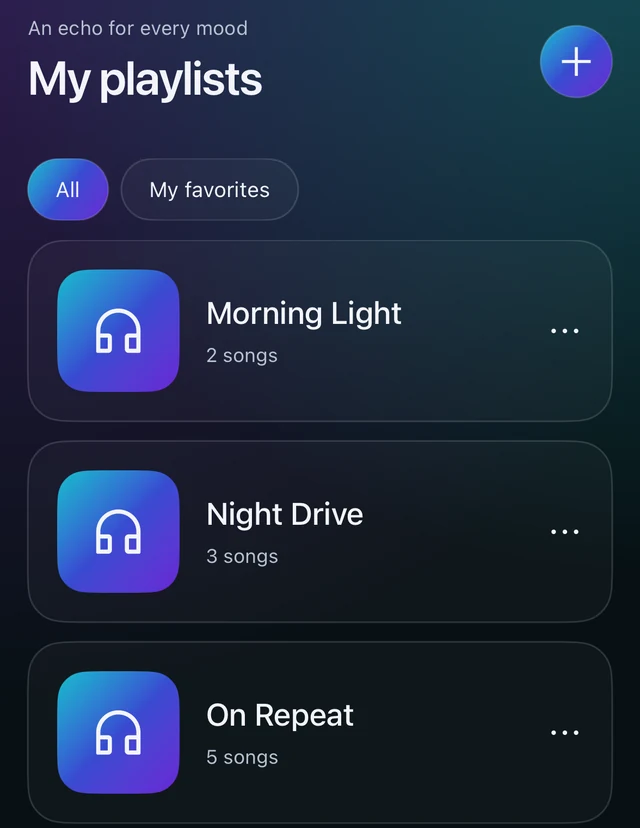 An echo for every mood
My playlists
All
My favorites
Morning Light
2 songs
Night Drive
3 songs
On Repeat
5 songs